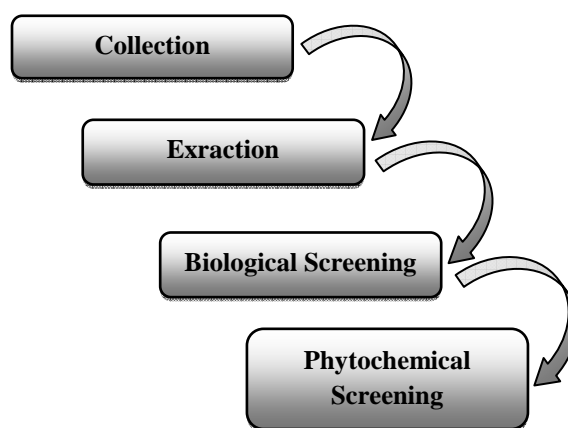 Collection
Exraction
Biological Screening
Phytochemical
Screening